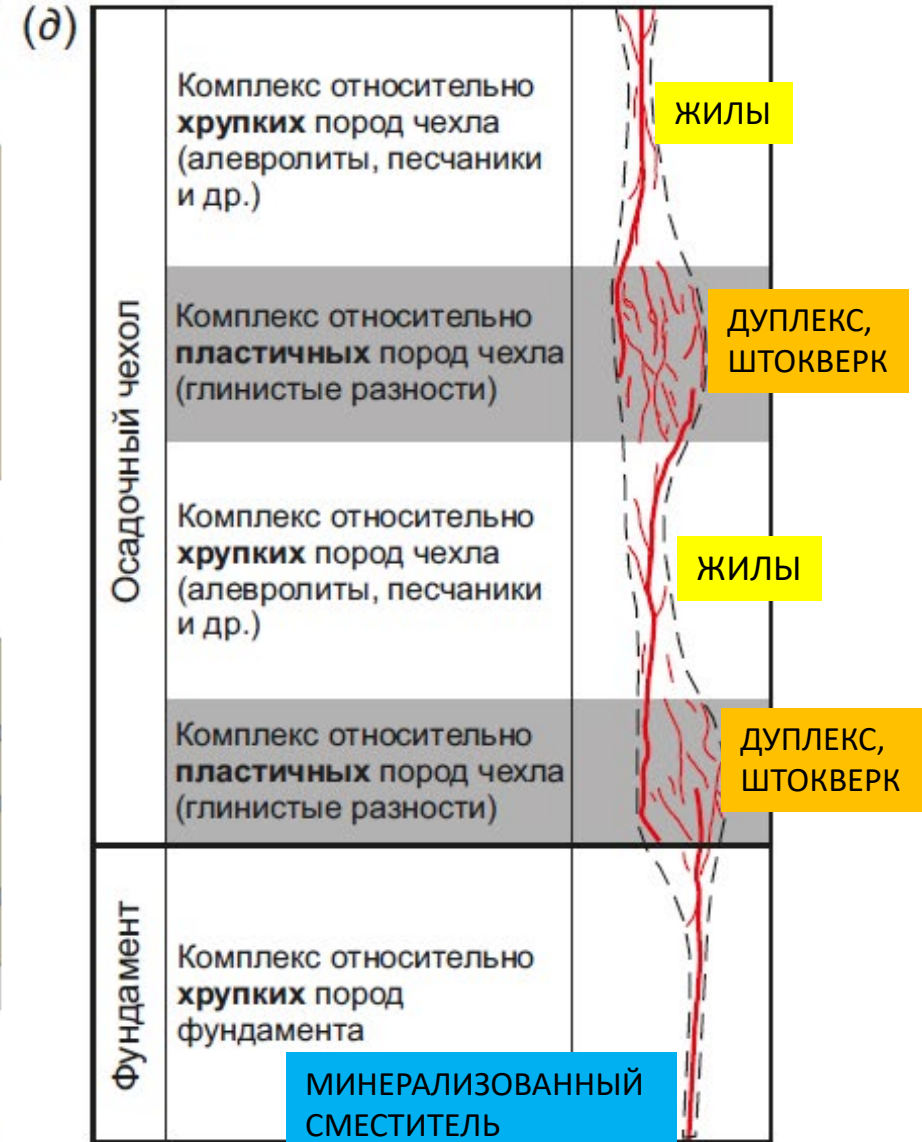 (д)
Осадочный чехол
Комплекс относительно
хрупких пород чехла
(алевролиты, песчаники
и др.)
ЖИЛЫ
Комплекс относительно
пластичных пород чехла
(глинистые разности)
ДУПЛЕКС,
ШТОКВЕРК
Комплекс относительно
хрупких пород чехла
(алевролиты, песчаники
и др.)
ЖИЛЫ
Комплекс относительно
пластичных пород чехла
(глинистые разности)
ДУПЛЕКС,
ШТОКВЕРК
Фундамент
Комплекс относительно
хрупких пород
фундамента
МИНЕРАЛИЗОВАННЫЙ
СМЕСТИТЕЛЬ